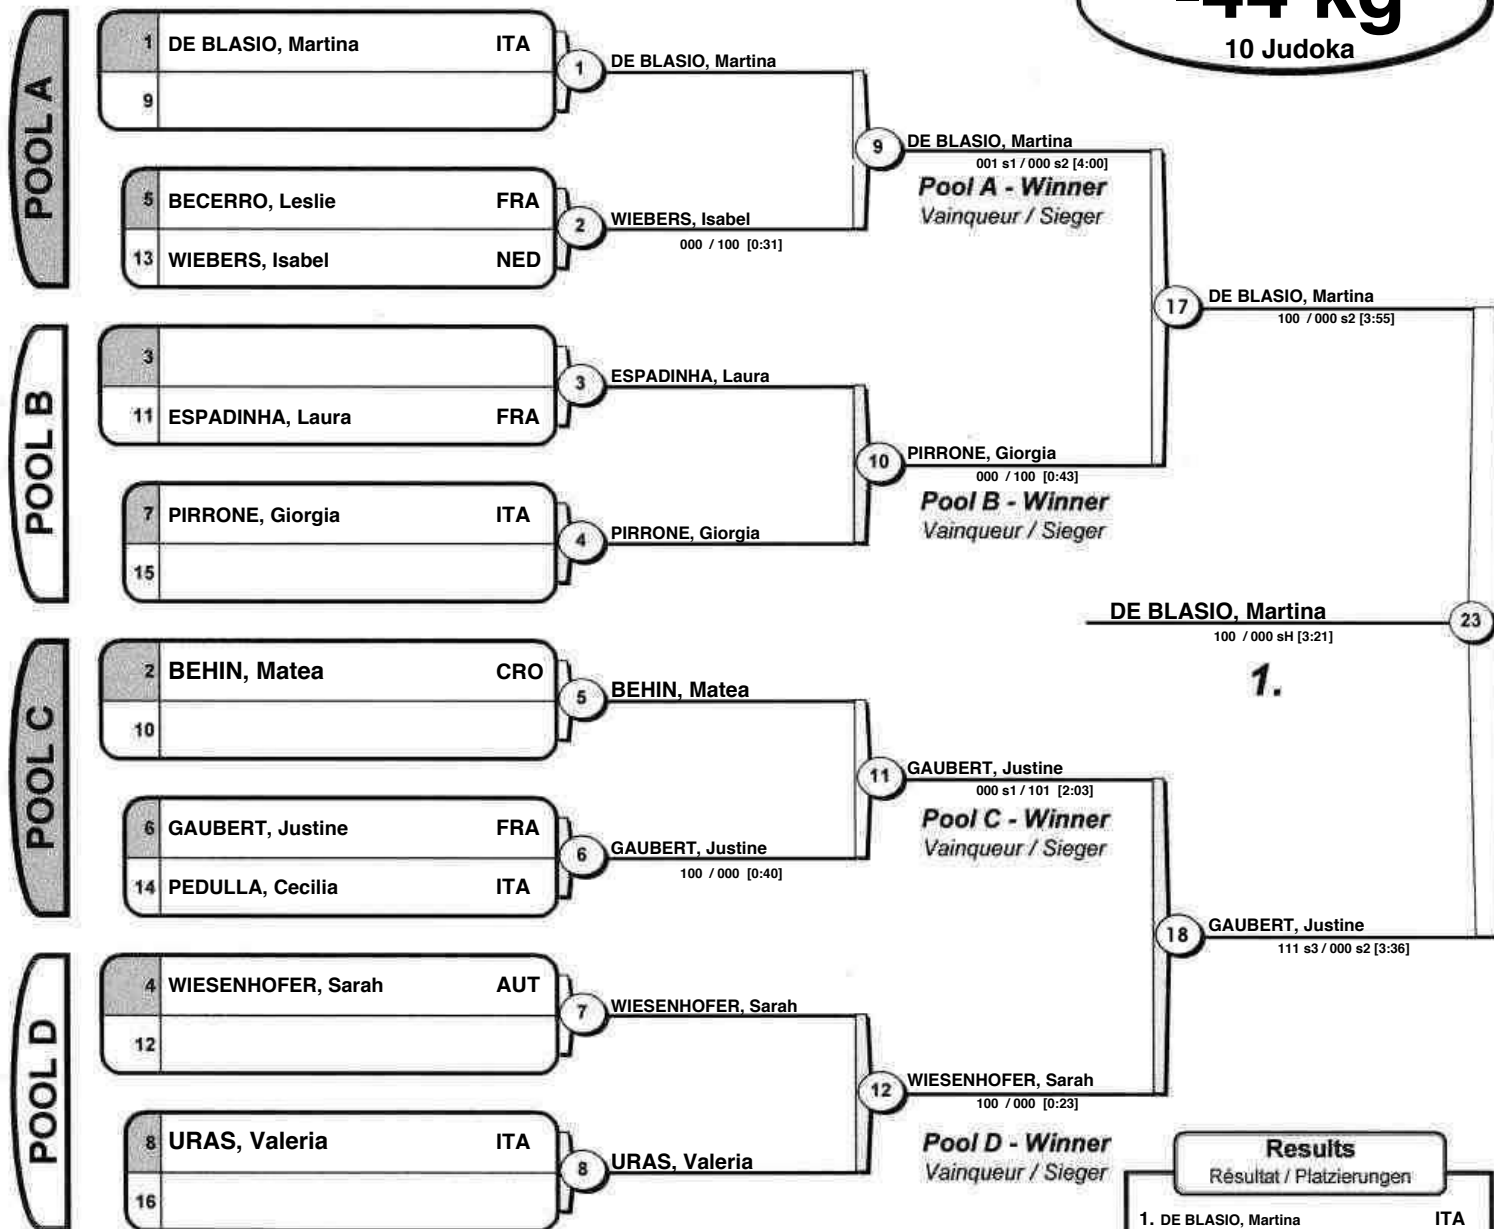 -44 kg
10 Judoka
POOL A
1 DE BLASIO, Martina ITA
9
5 BECERRO, Leslie FRA
13 WIEBERS, Isabel NED
1 DE BLASIO, Martina
2 WIEBERS, Isabel
000 / 100 [0:31]
9 DE BLASIO, Martina
001 s1 / 000 s2 [4:00]
Pool A - Winner
Vainqueur / Sieger
POOL B
3
11 ESPADINHA, Laura FRA
7 PIRRONE, Giorgia ITA
15
3 ESPADINHA, Laura
4 PIRRONE, Giorgia
10 PIRRONE, Giorgia
000 / 100 [0:43]
Pool B - Winner
Vainqueur / Sieger
17 DE BLASIO, Martina
100 / 000 s2 [3:55]
DE BLASIO, Martina 23
100 / 000 sH [3:21]
1.
POOL C
2 BEHIN, Matea CRO
10
6 GAUBERT, Justine FRA
14 PEDULLA, Cecilia ITA
5 BEHIN, Matea
6 GAUBERT, Justine
100 / 000 [0:40]
11 GAUBERT, Justine
000 s1 / 101 [2:03]
Pool C - Winner
Vainqueur / Sieger
18 GAUBERT, Justine
111 s3 / 000 s2 [3:36]
POOL D
4 WIESENHOFER, Sarah AUT
12
8 URAS, Valeria ITA
16
7 WIESENHOFER, Sarah
8 URAS, Valeria
12 WIESENHOFER, Sarah
100 / 000 [0:23]
Pool D - Winner
Vainqueur / Sieger
Results
Résultat / Platzierungen
1. DE BLASIO, Martina ITA